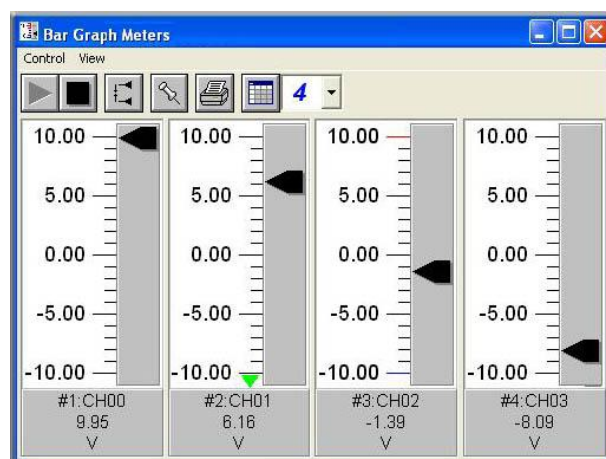 Bar Graph Meters
Control View
4
10.00 10.00 10.00 10.00
5.00 5.00 5.00 5.00
0.00 0.00 0.00 0.00
-5.00 -5.00 -5.00 -5.00
-10.00 -10.00 -10.00 -10.00
#1:CH00 #2:CH01 #3:CH02 #4:CH03
9.95 6.16 -1.39 -8.09
V V V V